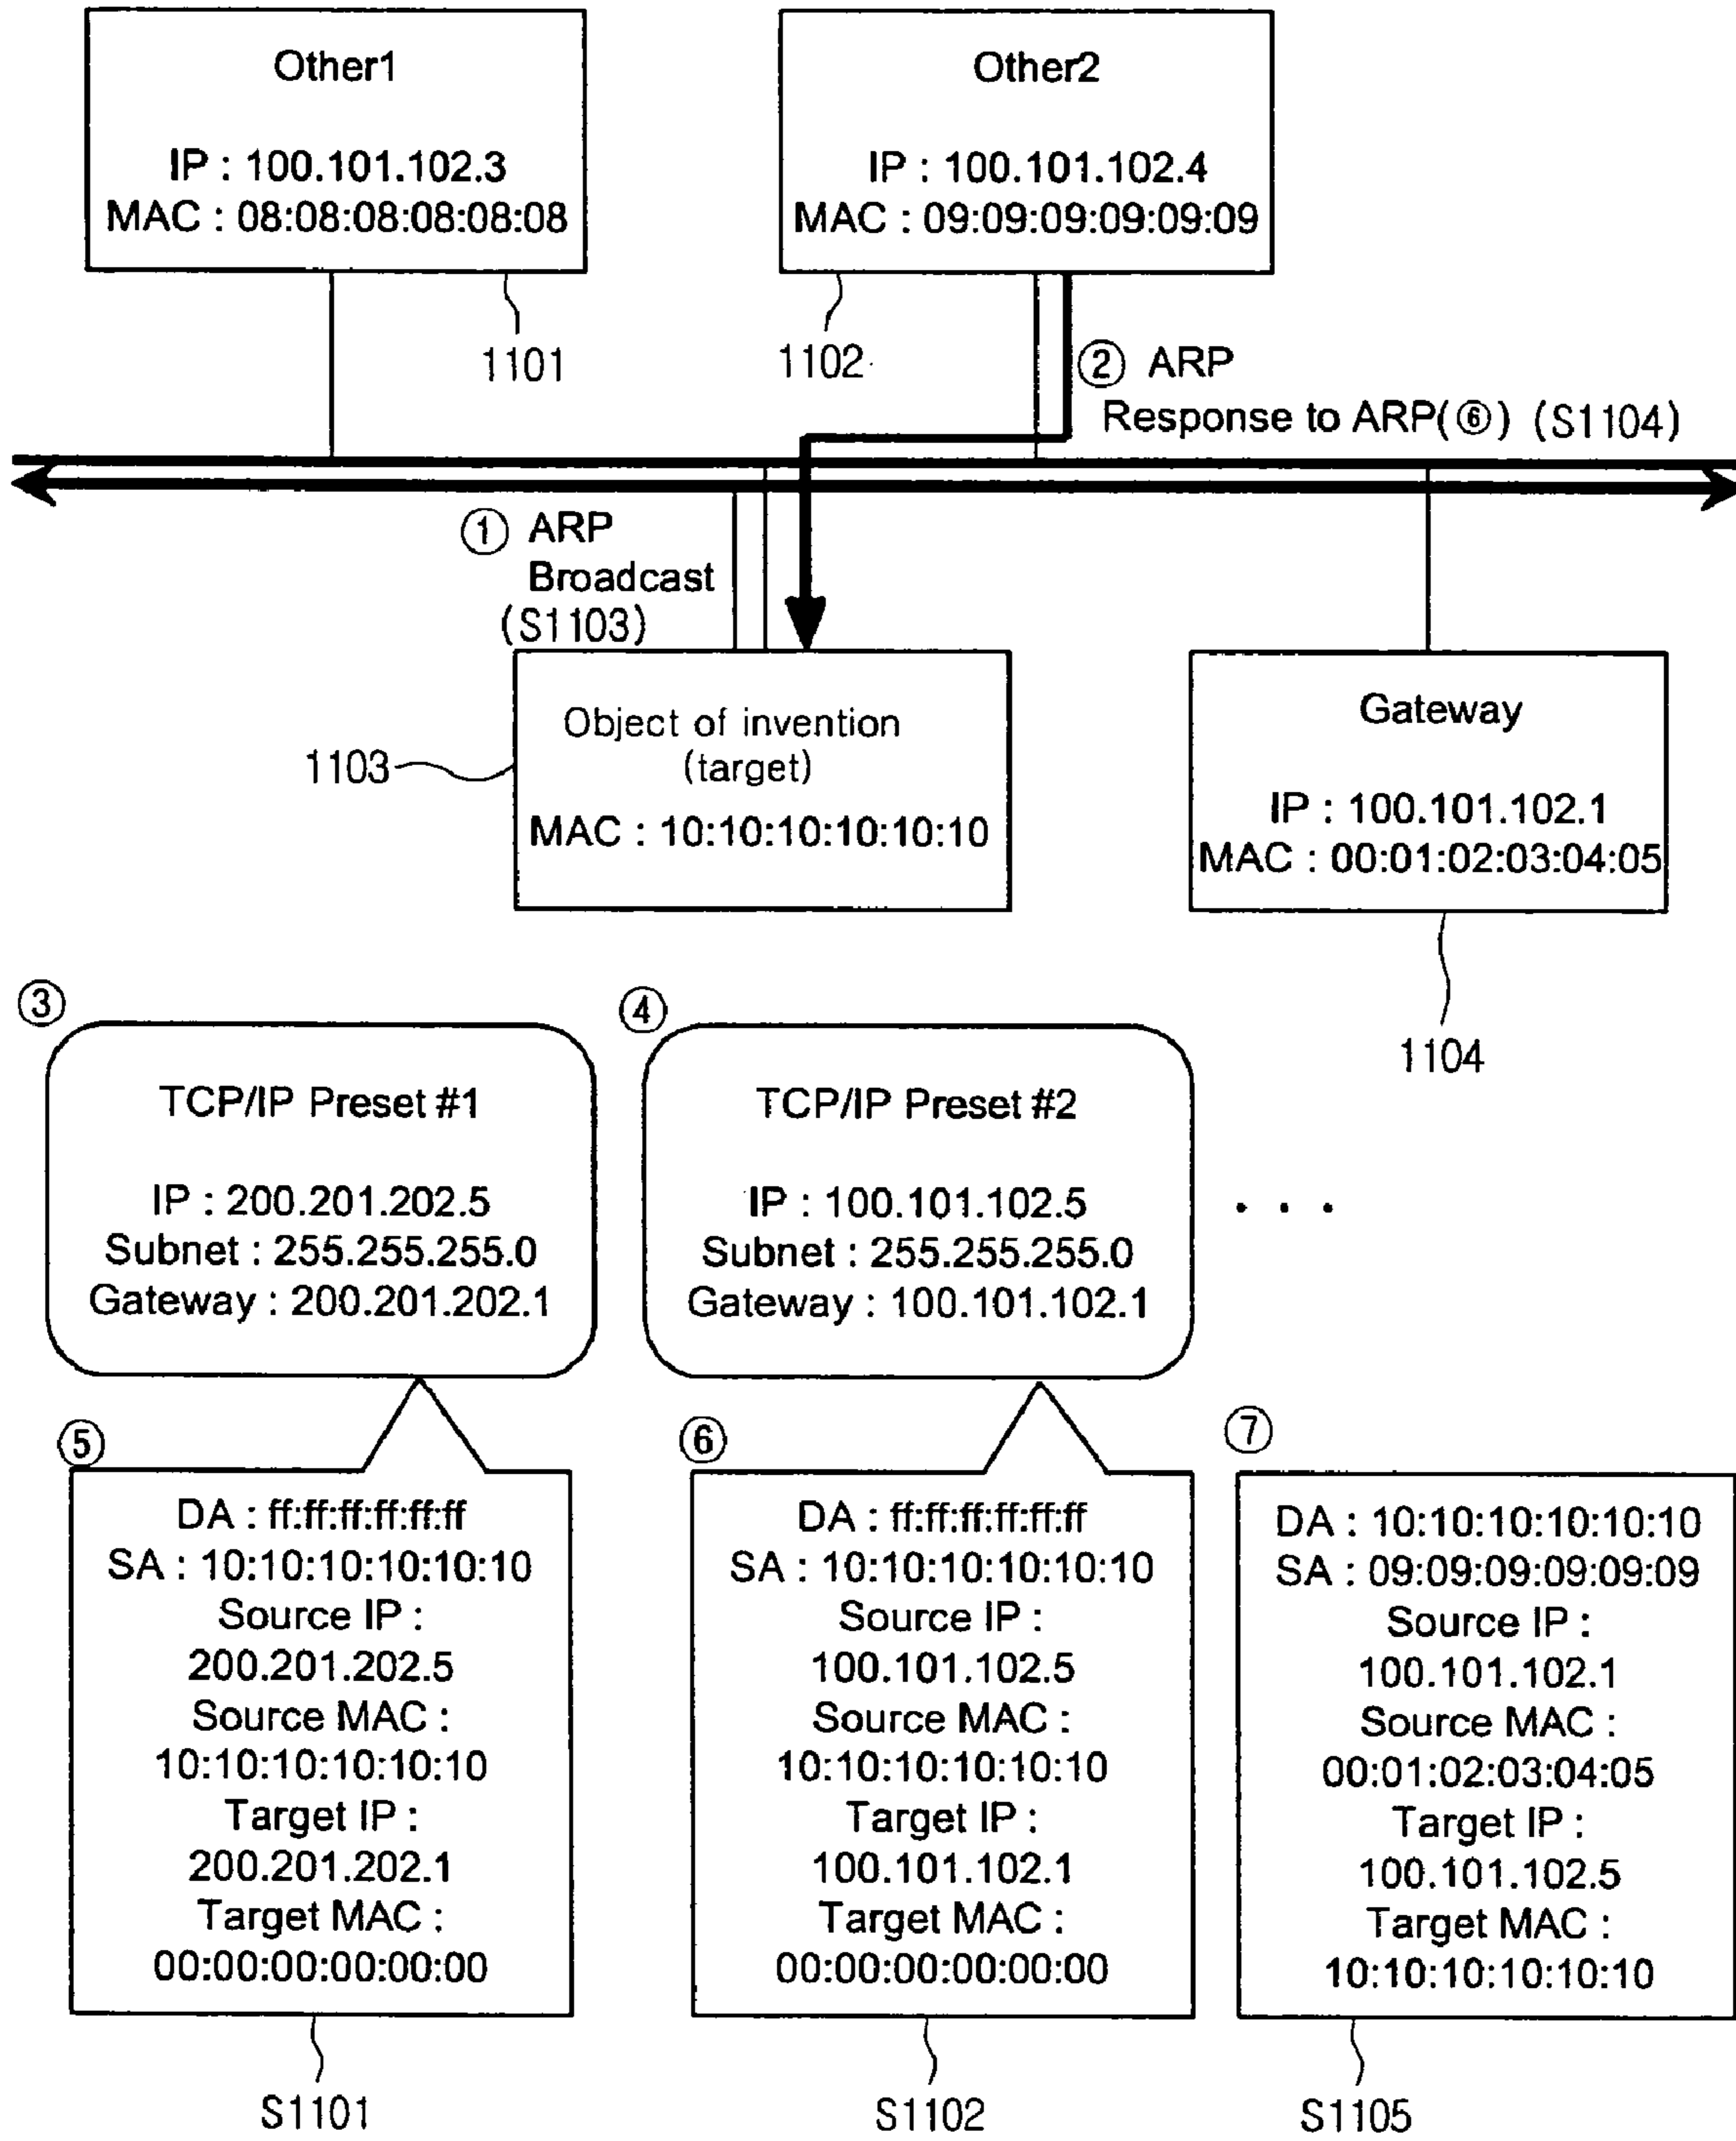 Other1
IP : 100.101.102.3
MAC : 08:08:08:08:08:08
1101
Other2
IP : 100.101.102.4
MAC : 09:09:09:09:09:09
1102
② ARP
Response to ARP(⑥) (S1104)
① ARP
Broadcast
(S1103)
Object of invention
(target)
MAC : 10:10:10:10:10:10
1103
Gateway
IP : 100.101.102.1
MAC : 00:01:02:03:04:05
1104
③
TCP/IP Preset #1
IP : 200.201.202.5
Subnet : 255.255.255.0
Gateway : 200.201.202.1
④
TCP/IP Preset #2
IP : 100.101.102.5
Subnet : 255.255.255.0
Gateway : 100.101.102.1
. . .
⑤
DA : ff:ff:ff:ff:ff:ff
SA : 10:10:10:10:10:10
Source IP :
200.201.202.5
Source MAC :
10:10:10:10:10:10
Target IP :
200.201.202.1
Target MAC :
00:00:00:00:00:00
S1101
⑥
DA : ff:ff:ff:ff:ff:ff
SA : 10:10:10:10:10:10
Source IP :
100.101.102.5
Source MAC :
10:10:10:10:10:10
Target IP :
100.101.102.1
Target MAC :
00:00:00:00:00:00
S1102
⑦
DA : 10:10:10:10:10:10
SA : 09:09:09:09:09:09
Source IP :
100.101.102.1
Source MAC :
00:01:02:03:04:05
Target IP :
100.101.102.5
Target MAC :
10:10:10:10:10:10
S1105